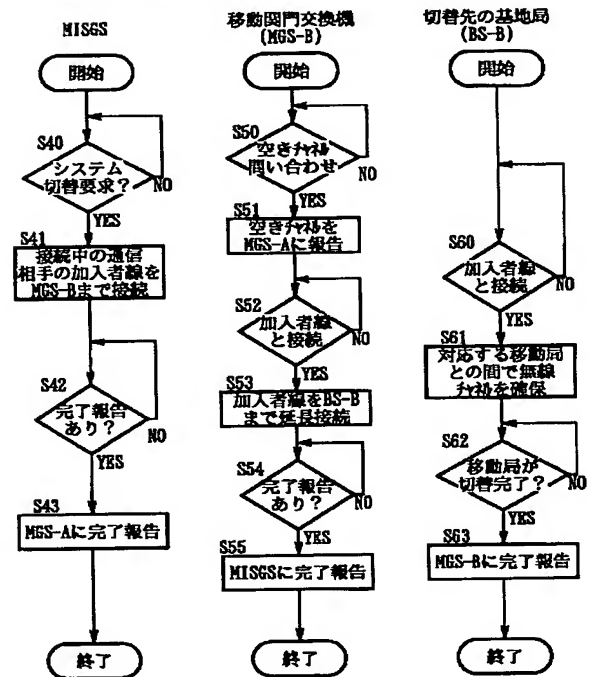 MISGS
開始
S40
システム
切替要求?
NO
YES
S41
接続中の通信
相手の加入者線を
MGS-Bまで接続
S42
完了報告
あり?
NO
YES
S43
MGS-Aに完了報告
終了
移動関門交換機
(MGS-B)
開始
S50
空きチャネル
問い合わせ
NO
YES
S51
空きチャネルを
MGS-Aに報告
S52
加入者線
と接続
NO
YES
S53
加入者線をBS-B
まで延長接続
S54
完了報告
あり?
NO
YES
S55
MISGSに完了報告
終了
切替先の基地局
(BS-B)
開始
S60
加入者線
と接続
NO
YES
S61
対応する移動局
との間で無線
チャネルを確保
S62
移動局が
切替完了?
NO
YES
S63
MGS-Bに完了報告
終了